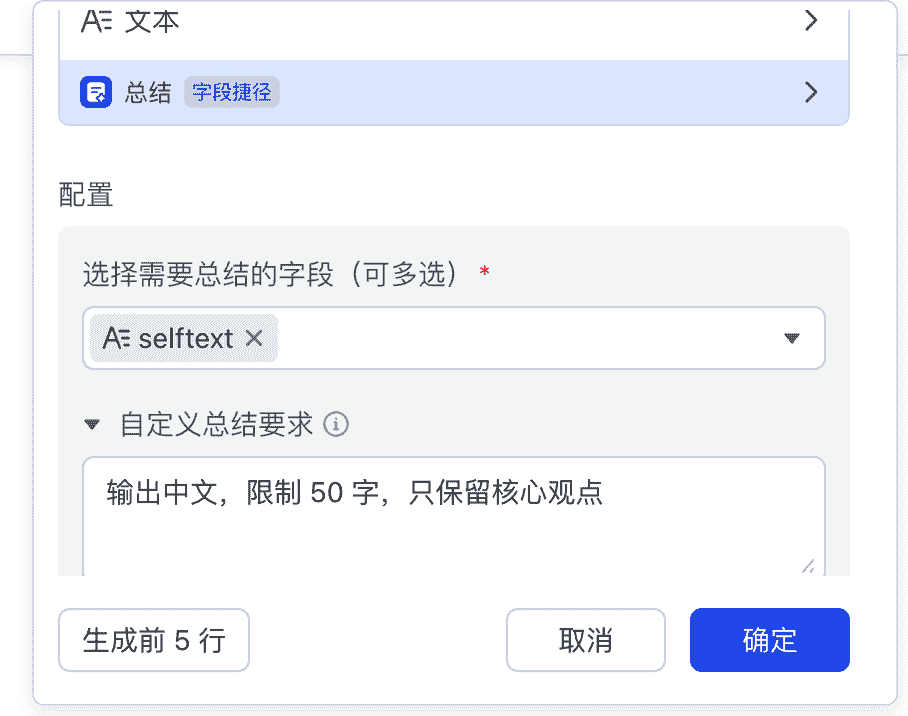 文本
总结 字段捷径
配置
选择需要总结的字段（可多选） *
selftext
自定义总结要求
输出中文，限制 50 字，只保留核心观点
生成前 5 行 取消 确定